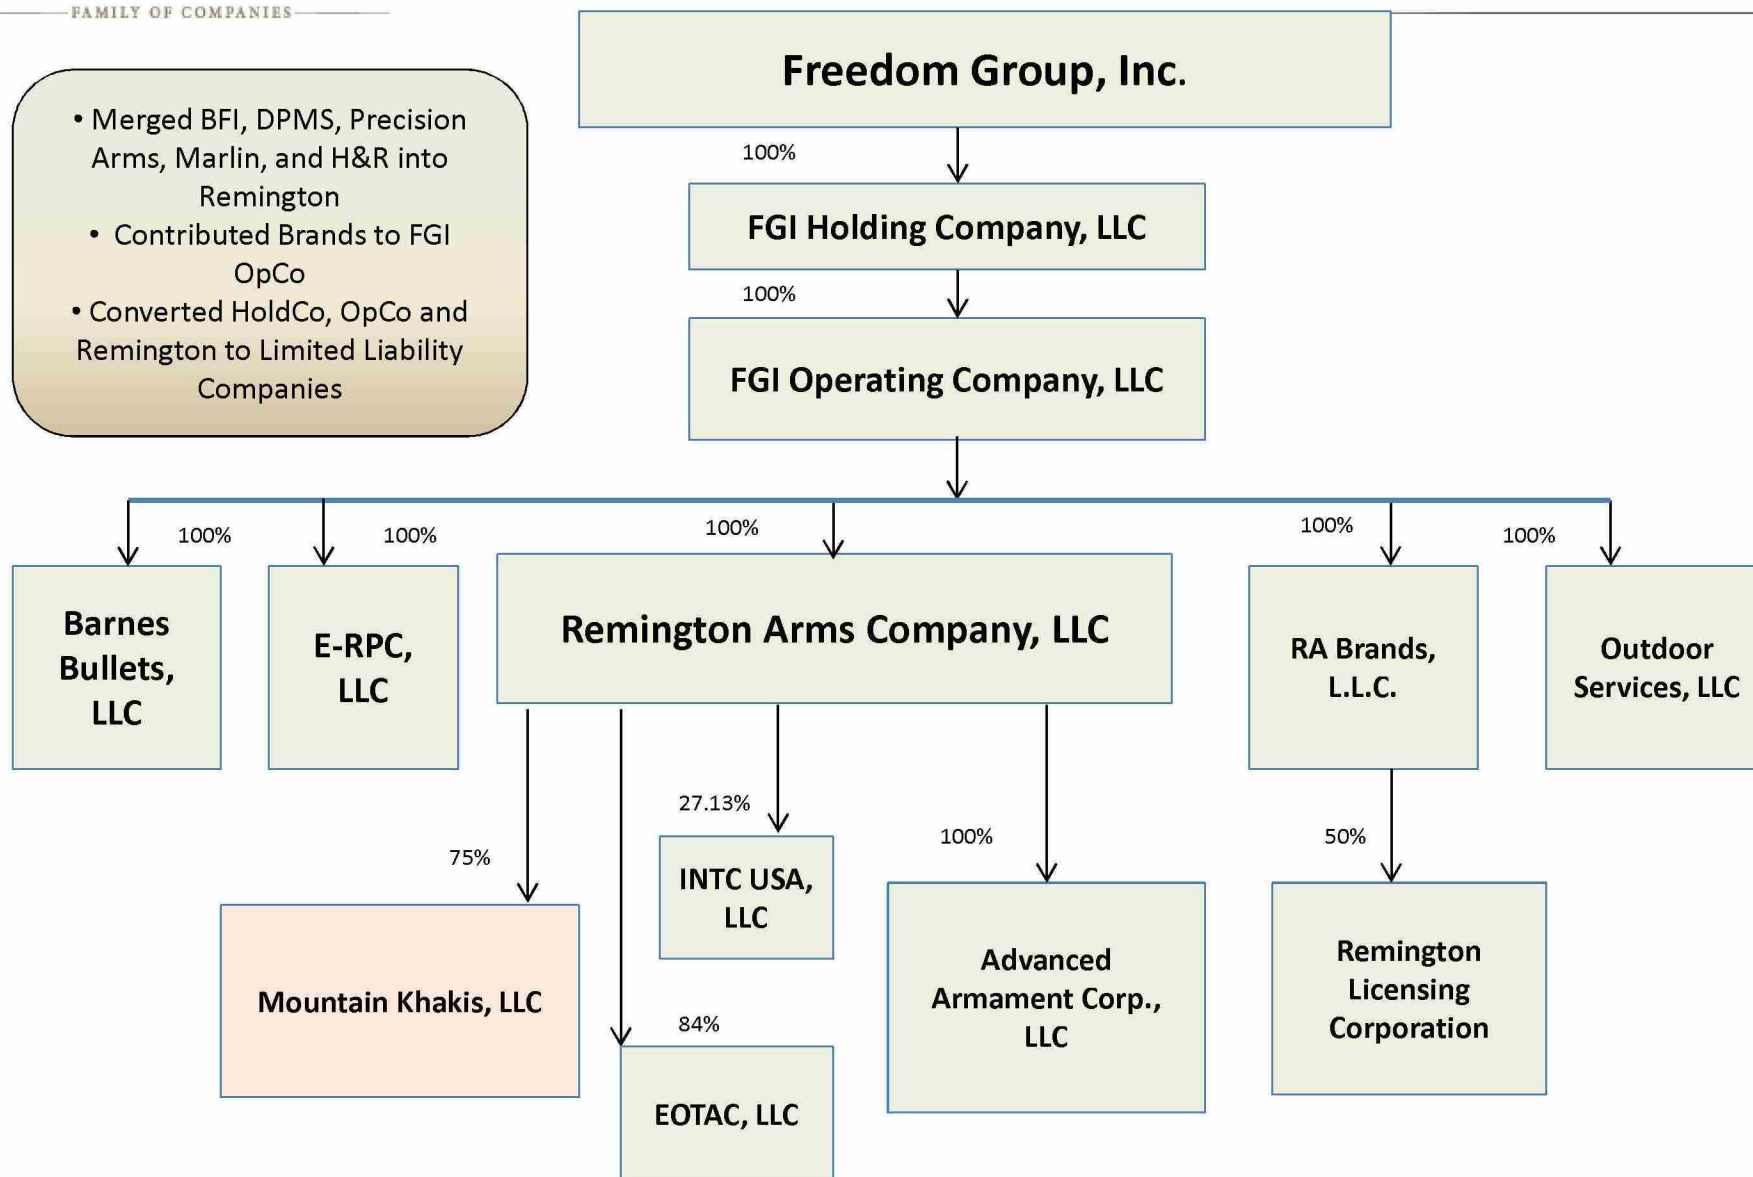 FAMILY OF COMPANIES
Freedom Group, Inc.
• Merged BFI, DPMS, Precision
Arms, Marlin, and H&R into
Remington
• Contributed Brands to FGI
OpCo
• Converted HoldCo, OpCo and
Remington to Limited Liability
Companies
100%
FGI Holding Company, LLC
100%
FGI Operating Company, LLC
100%
100%
100%
100%
100%
Barnes
Bullets,
LLC
E-RPC,
LLC
Remington Arms Company, LLC
RA Brands,
L.L.C.
Outdoor
Services, LLC
75%
27.13%
100%
50%
Mountain Khakis, LLC
INTC USA,
LLC
84%
EOTAC, LLC
Advanced
Armament Corp.,
LLC
Remington
Licensing
Corporation